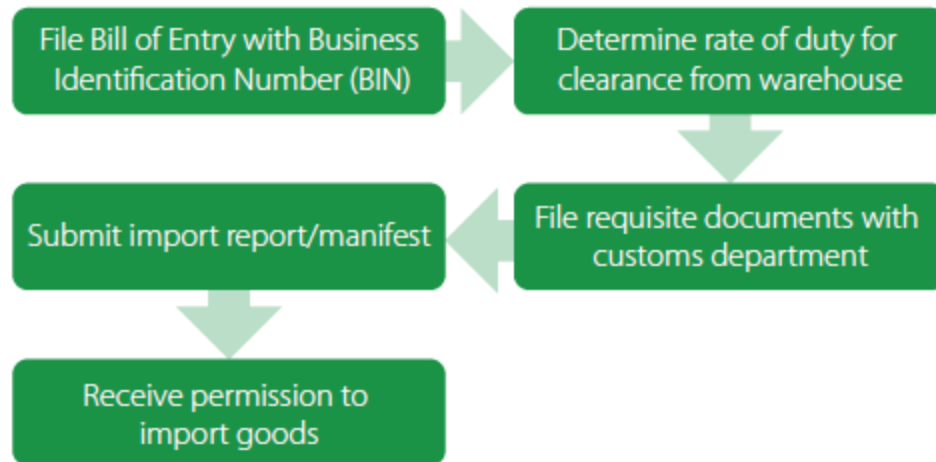 File Bill of Entry with Business
Identification Number (BIN)
Determine rate of duty for
clearance from warehouse
File requisite documents with
customs department
Submit import report/manifest
Receive permission to
import goods